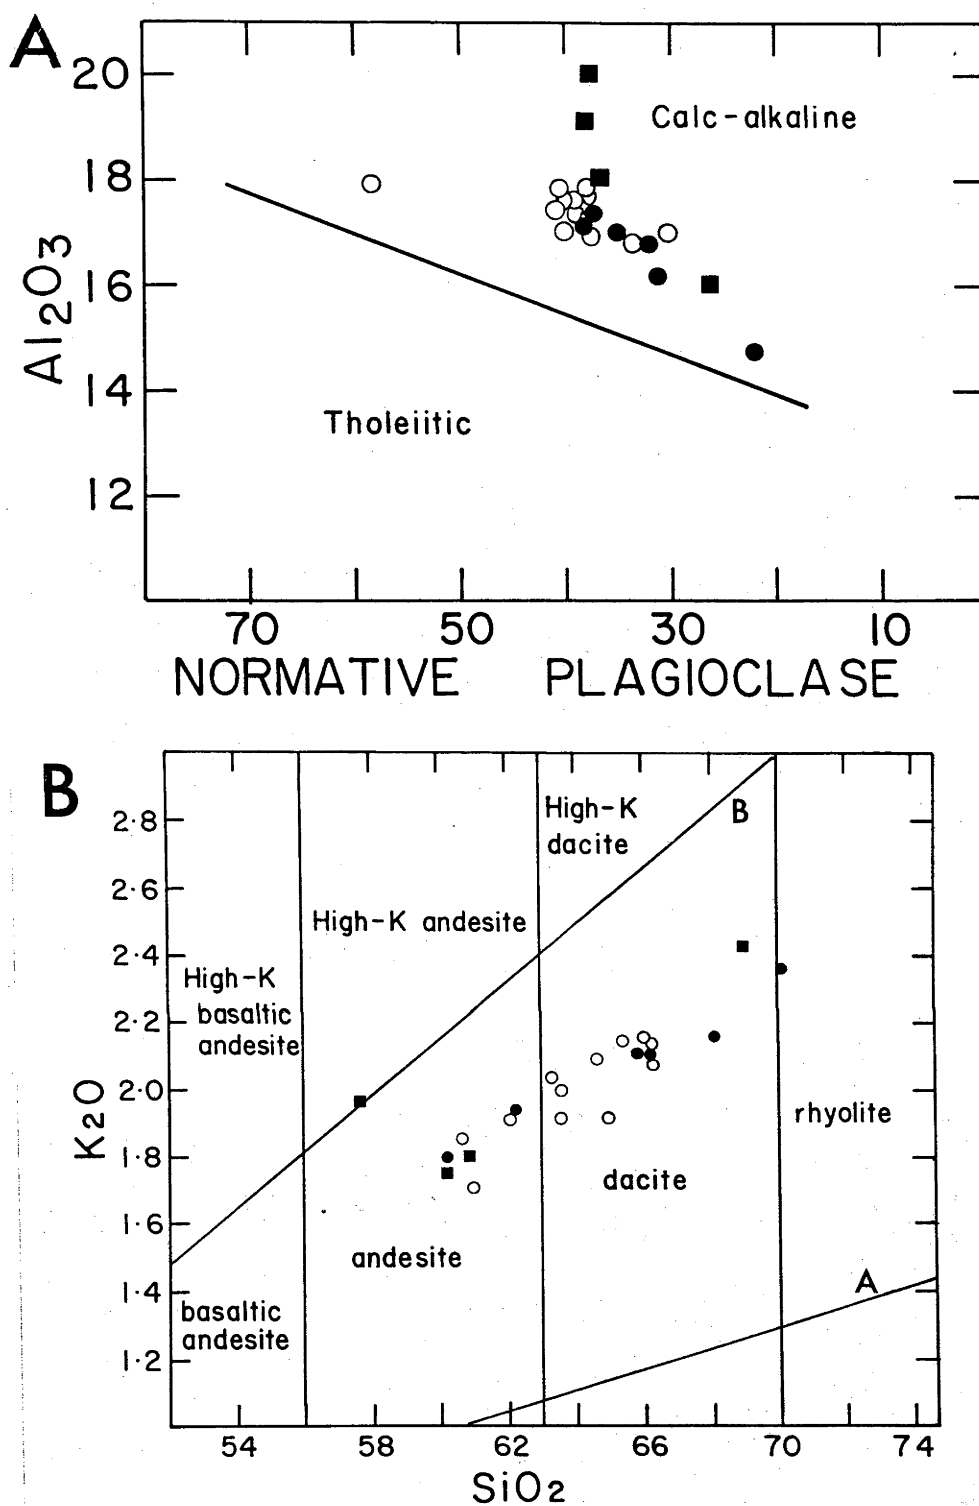 A
20
18
16
14
12
Al2O3
Calc-alkaline
Tholeiitic
70 50 30 10
NORMATIVE PLAGIOCLASE
B
2·8
2·6
2·4
2·2
2·0
1·8
1·6
1·4
1·2
K2O
High-K
dacite
B
High-K andesite
High-K
basaltic
andesite
rhyolite
dacite
andesite
A
basaltic
andesite
54 58 62 66 70 74
SiO2